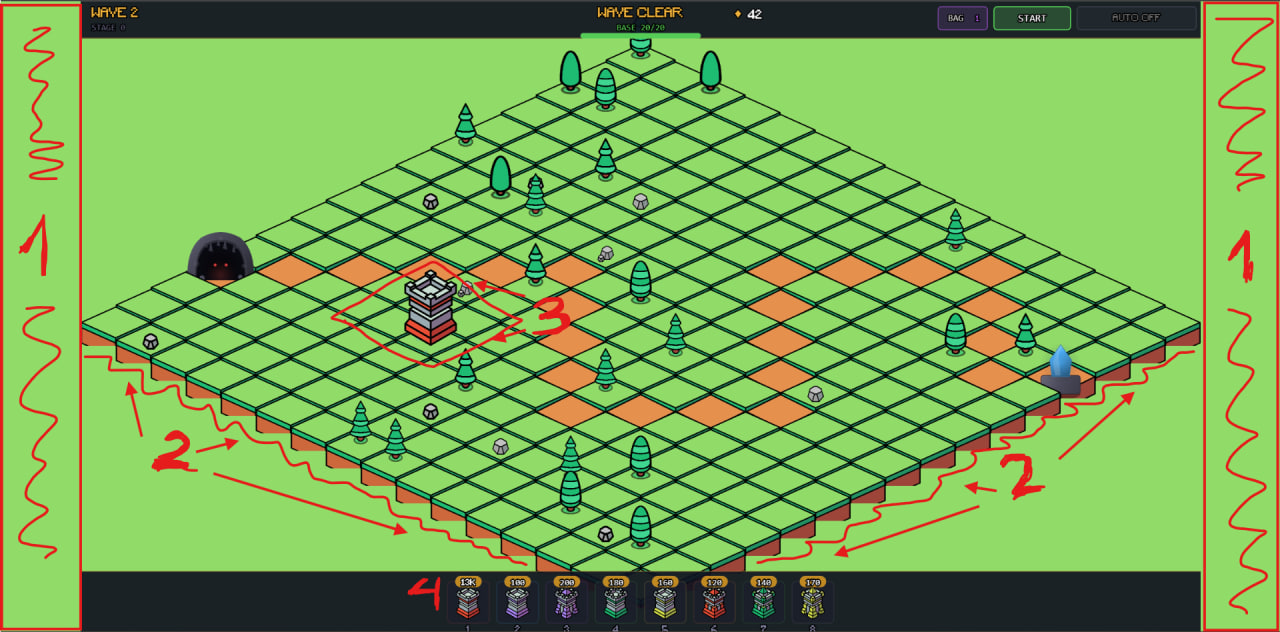 WAVE 2
STAGE 0
WAVE CLEAR
BASE 20/20
42
BAG 1
START
AUTO OFF
1
1
2
2
3
4
13K 100 200 180 160 120 140 170
1 2 3 4 5 6 7 8